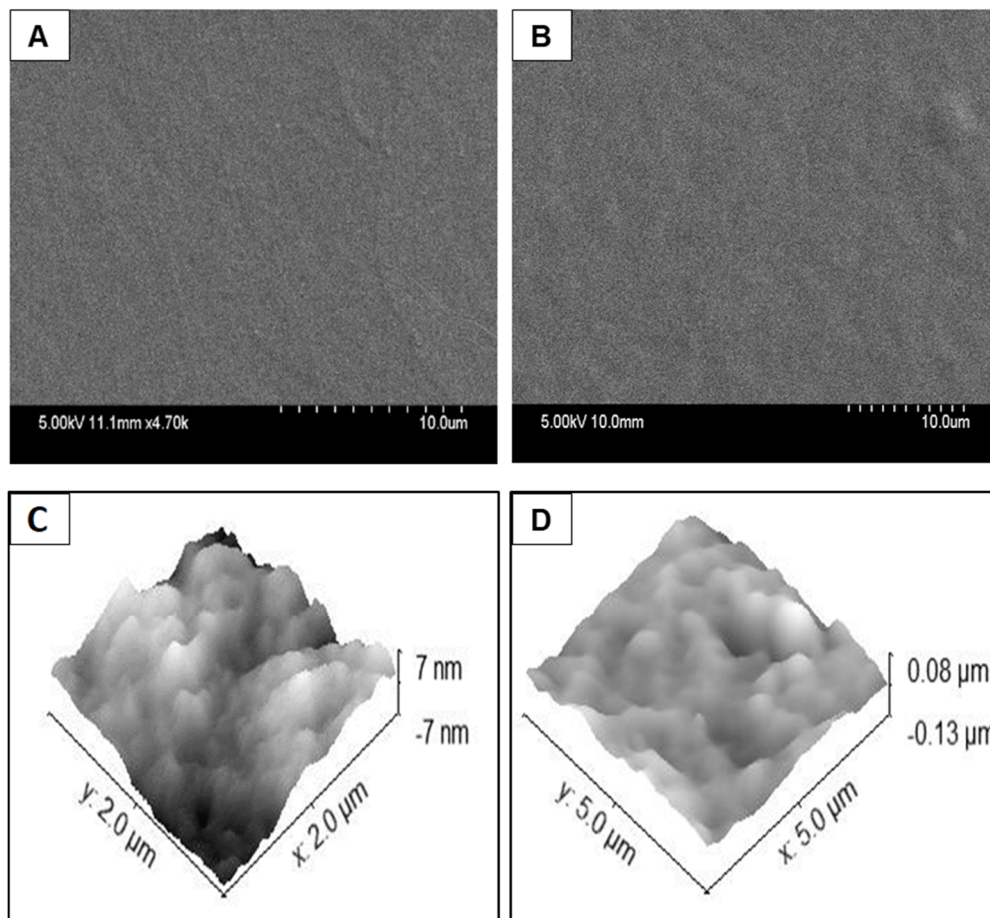 A
B
5.00kV 11.1mm x4.70k
10.0um
5.00kV 10.0mm
10.0um
C
D
7 nm
-7 nm
y: 2.0 µm
x: 2.0 µm
0.08 µm
-0.13 µm
y: 5.0 µm
x: 5.0 µm